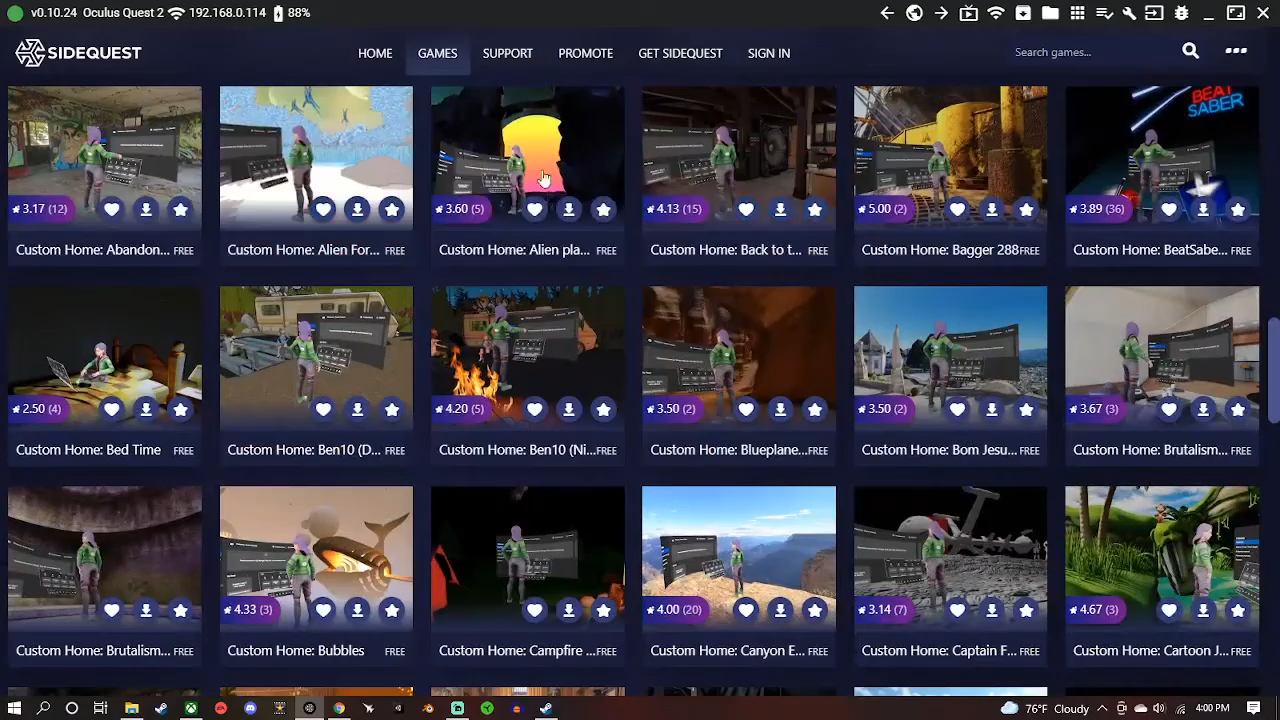 v0.10.24 Oculus Quest 2 192.168.0.114 88%
SIDEQUEST HOME GAMES SUPPORT PROMOTE GET SIDEQUEST SIGN IN Search games...
BEAT
SABER
3.17 (12) 3.60 (5) 4.13 (15) 5.00 (2) 3.89 (36)
Custom Home: Abandon... FREE Custom Home: Alien For... FREE Custom Home: Alien pla... FREE Custom Home: Back to t... FREE Custom Home: Bagger 288 FREE Custom Home: BeatSabe... FREE
2.50 (4) 4.20 (5) 3.50 (2) 3.50 (2) 3.67 (3)
Custom Home: Bed Time FREE Custom Home: Ben10 (D... FREE Custom Home: Ben10 (Ni... FREE Custom Home: Blueplane... FREE Custom Home: Bom Jesu... FREE Custom Home: Brutalism... FREE
4.33 (3) 4.00 (20) 3.14 (7) 4.67 (3)
Custom Home: Brutalism... FREE Custom Home: Bubbles FREE Custom Home: Campfire ... FREE Custom Home: Canyon E... FREE Custom Home: Captain F... FREE Custom Home: Cartoon J... FREE
76°F Cloudy 4:00 PM